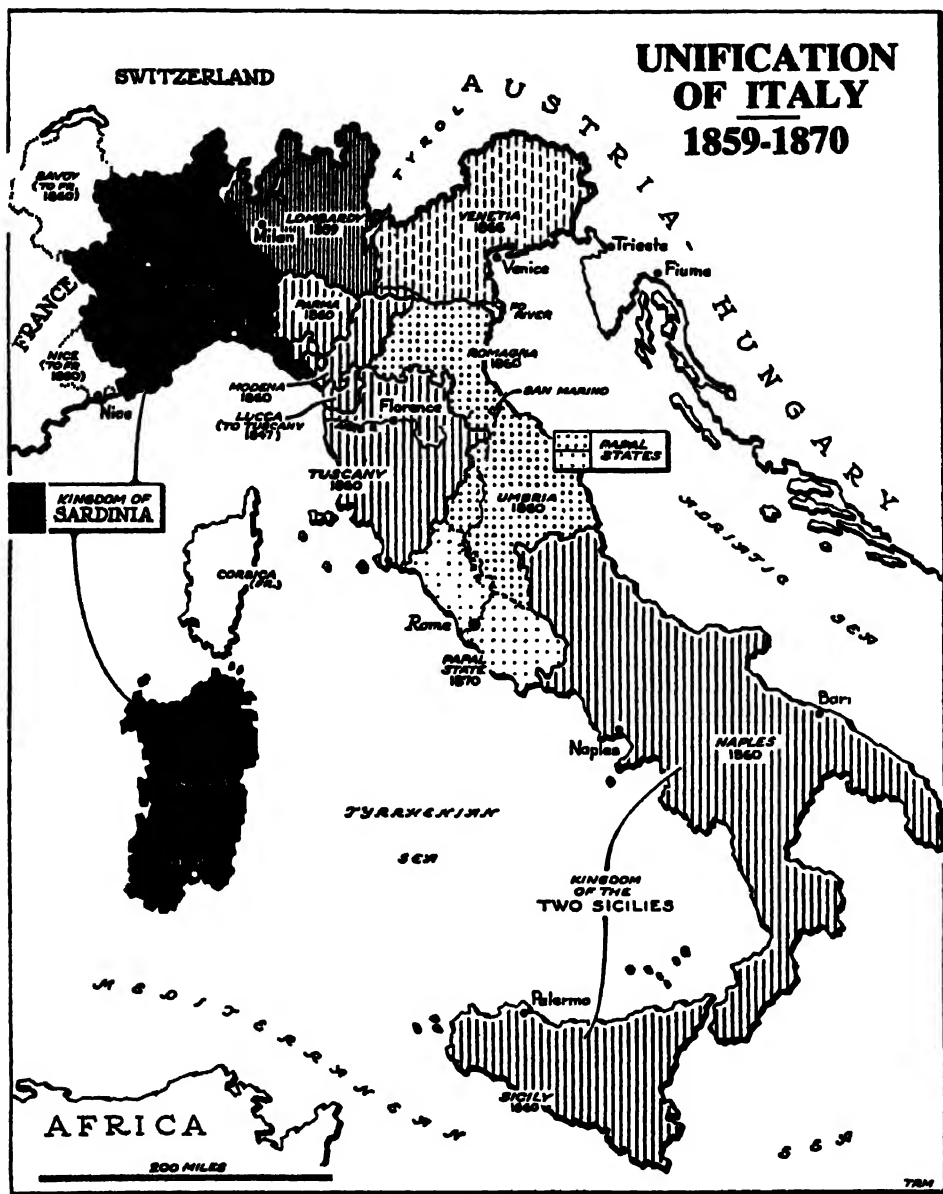 UNIFICATION
OF ITALY
1859-1870
SWITZERLAND
AUSTRIA-HUNGARY
TYROL
SAVOY
(TO FR.
1860)
LOMBARDY
1859
Milan
VENETIA
1866
Venice
Trieste
Fiume
FRANCE
PARMA
1860
PO
RIVER
NICE
(TO FR.
1860)
Nice
ROMAGNA
1860
MODENA
1860
SAN MARINO
LUCCA
(TO TUSCANY
1847)
Florence
PAPAL
STATES
TUSCANY
1860
UMBRIA
1860
KINGDOM OF
SARDINIA
ADRIATIC
SEA
CORSICA
(FR.)
Rome
PAPAL
STATE
1870
Bari
Naples
NAPLES
1860
TYRRHENIAN
SEA
KINGDOM
OF THE
TWO SICILIES
MEDITERRANEAN
SEA
Palermo
SICILY
1860
AFRICA
200 MILES
TRM